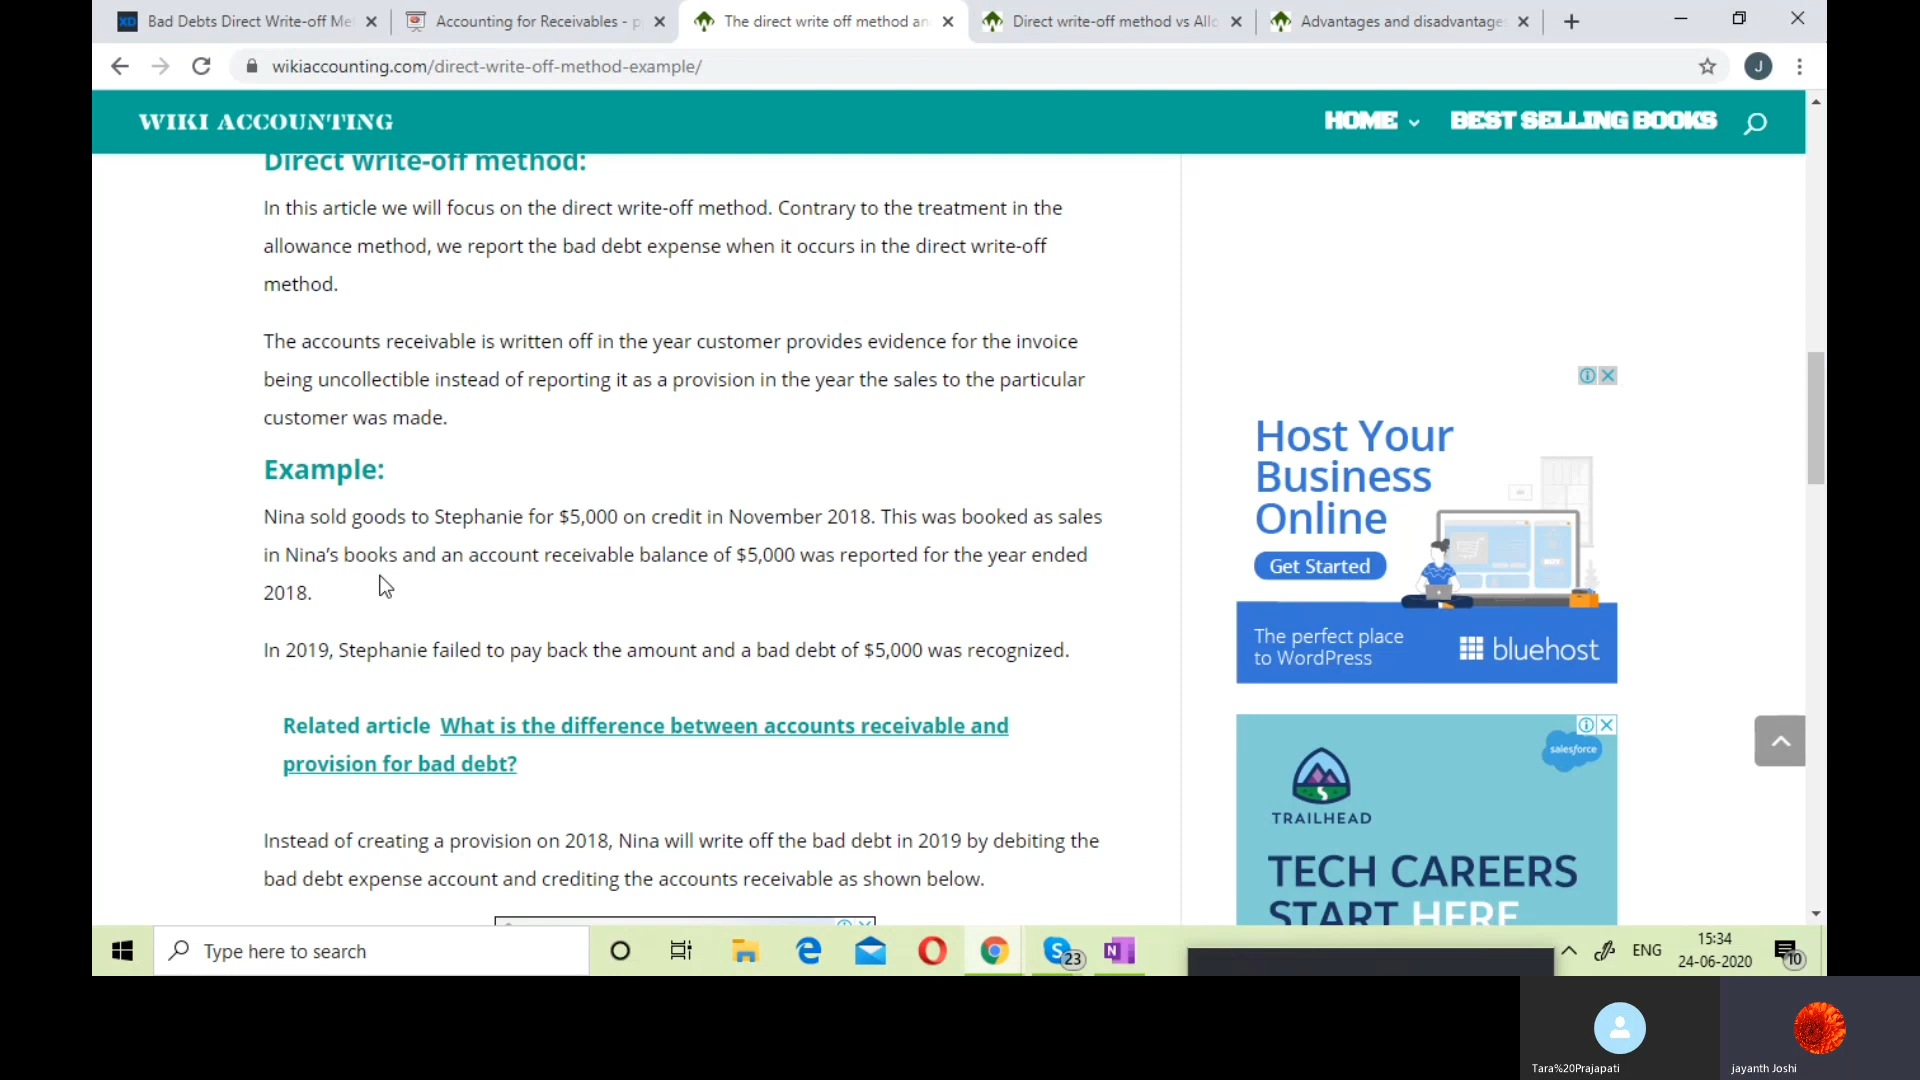 Bad Debts Direct Write-off Me
Accounting for Receivables - p
The direct write off method an
Direct write-off method vs Allo
Advantages and disadvantages
wikiaccounting.com/direct-write-off-method-example/
J
WIKI ACCOUNTING
HOME
BEST SELLING BOOKS
Direct write-off method:
In this article we will focus on the direct write-off method. Contrary to the treatment in the
allowance method, we report the bad debt expense when it occurs in the direct write-off
method.
The accounts receivable is written off in the year customer provides evidence for the invoice
being uncollectible instead of reporting it as a provision in the year the sales to the particular
customer was made.
Example:
Nina sold goods to Stephanie for $5,000 on credit in November 2018. This was booked as sales
in Nina's books and an account receivable balance of $5,000 was reported for the year ended
2018.
In 2019, Stephanie failed to pay back the amount and a bad debt of $5,000 was recognized.
Related article What is the difference between accounts receivable and
provision for bad debt?
Instead of creating a provision on 2018, Nina will write off the bad debt in 2019 by debiting the
bad debt expense account and crediting the accounts receivable as shown below.
Host Your
Business
Online
Get Started
The perfect place
to WordPress
bluehost
salesforce
TRAILHEAD
TECH CAREERS
START HERE
Type here to search
23
ENG
15:34
24-06-2020
10
Tara%20Prajapati
jayanth Joshi